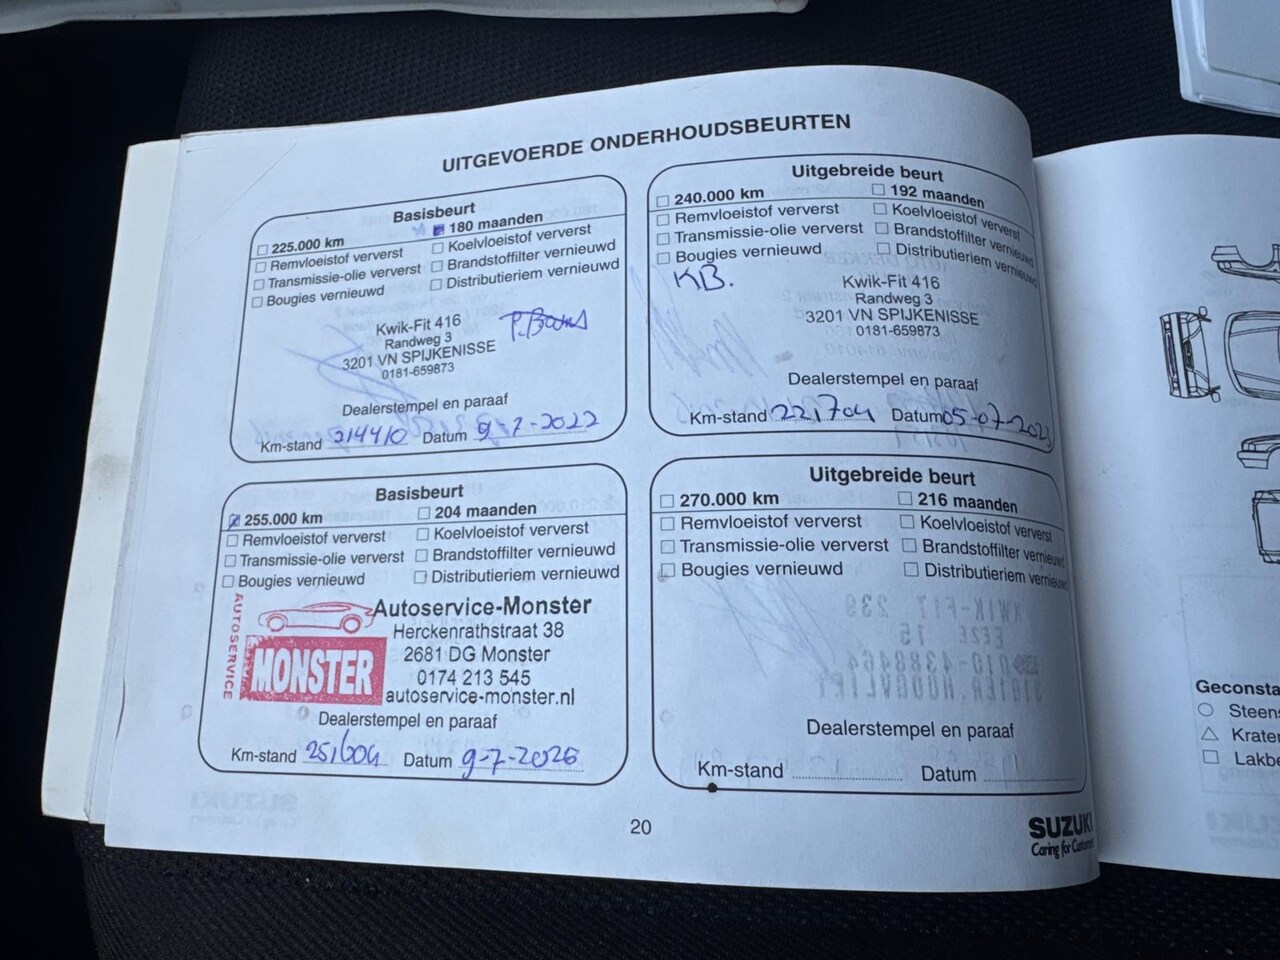 UITGEVOERDE ONDERHOUDSBEURTEN
Basisbeurt
225.000 km 180 maanden
Remvloeistof ververst Koelvloeistof ververst
Transmissie-olie ververst Brandstoffilter vernieuwd
Bougies vernieuwd Distributieriem vernieuwd
Kwik-Fit 416
Randweg 3
3201 VN SPIJKENISSE
0181-659873
Dealerstempel en paraaf
Km-stand 214410 Datum 9-7-2022
Uitgebreide beurt
240.000 km 192 maanden
Remvloeistof ververst Koelvloeistof ververst
Transmissie-olie ververst Brandstoffilter vernieuwd
Bougies vernieuwd Distributieriem vernieuwd
KB.
Kwik-Fit 416
Randweg 3
3201 VN SPIJKENISSE
0181-659873
Dealerstempel en paraaf
Km-stand 221704 Datum 05-07-2023
Basisbeurt
255.000 km 204 maanden
Remvloeistof ververst Koelvloeistof ververst
Transmissie-olie ververst Brandstoffilter vernieuwd
Bougies vernieuwd Distributieriem vernieuwd
AUTOSERVICE
MONSTER
Autoservice-Monster
Herckenrathstraat 38
2681 DG Monster
0174 213 545
autoservice-monster.nl
Dealerstempel en paraaf
Km-stand 251604 Datum 9-7-2026
Uitgebreide beurt
270.000 km 216 maanden
Remvloeistof ververst Koelvloeistof ververst
Transmissie-olie ververst Brandstoffilter vernieuwd
Bougies vernieuwd Distributieriem vernieuwd
Dealerstempel en paraaf
Km-stand Datum
20
SUZUKI
Caring for Customers
Geconsta
Steens
Krater
Lakbe